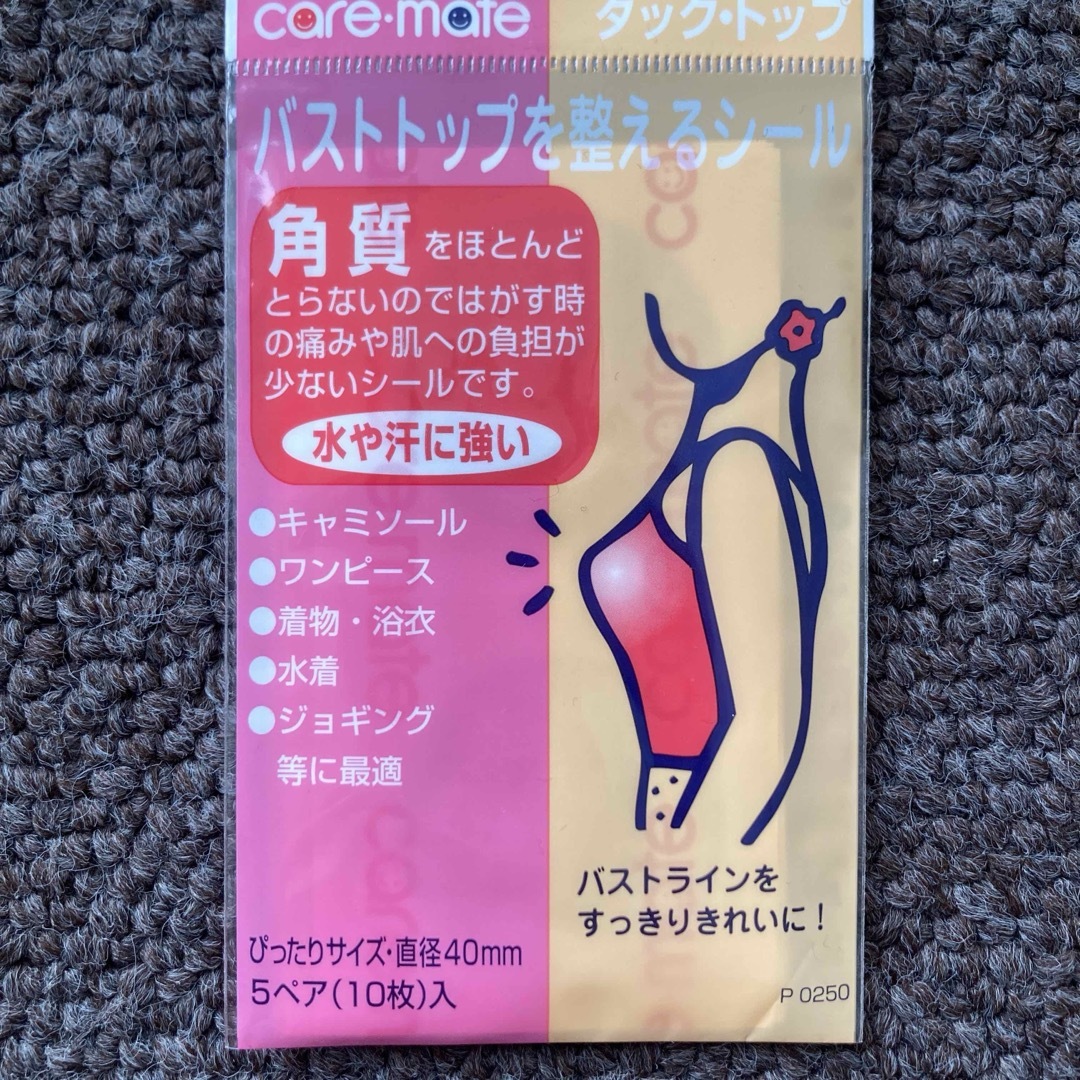 care・mate
タック・トップ
バストトップを整えるシール
角質をほとんど
とらないのではがす時
の痛みや肌への負担が
少ないシールです。
水や汗に強い
●キャミソール
●ワンピース
●着物・浴衣
●水着
●ジョギング
等に最適
バストラインを
すっきりきれいに！
ぴったりサイズ・直径40mm
5ペア(10枚)入
P 0250